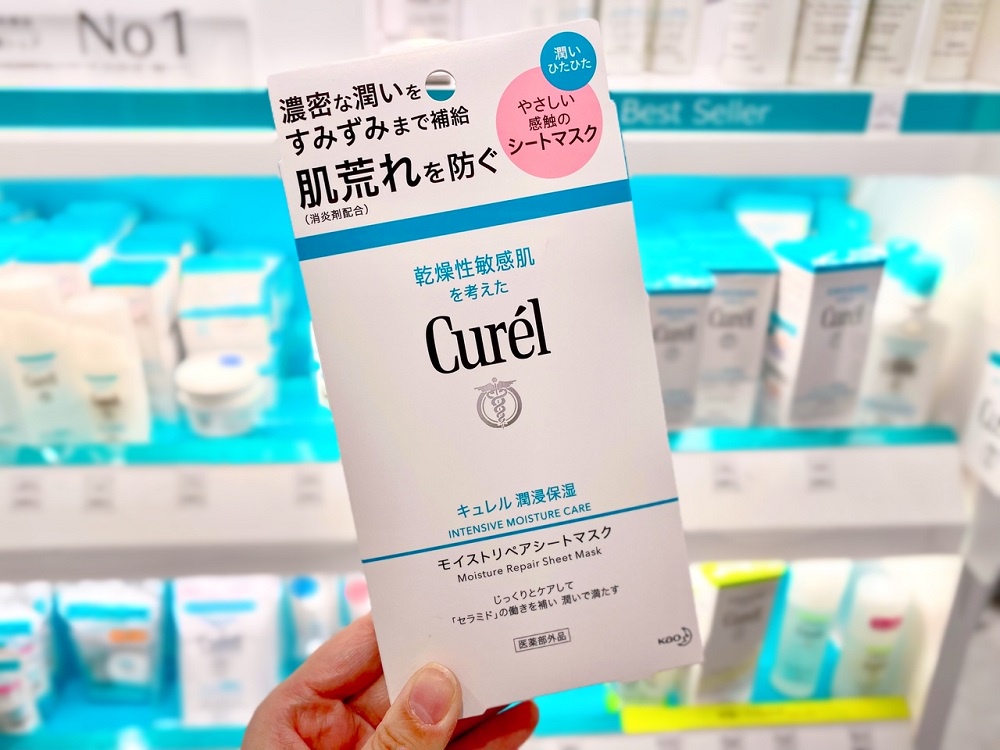 No1
Best Seller
濃密な潤いを
すみずみまで補給
肌荒れを防ぐ
(消炎剤配合)
潤い
ひたひた
やさしい
感触の
シートマスク
乾燥性敏感肌
を考えた
Curél
キュレル 潤浸保湿
INTENSIVE MOISTURE CARE
モイストリペアシートマスク
Moisture Repair Sheet Mask
じっくりとケアして
「セラミド」の働きを補い 潤いで満たす
医薬部外品
Kao
Curél
Curél
Curél
Curél